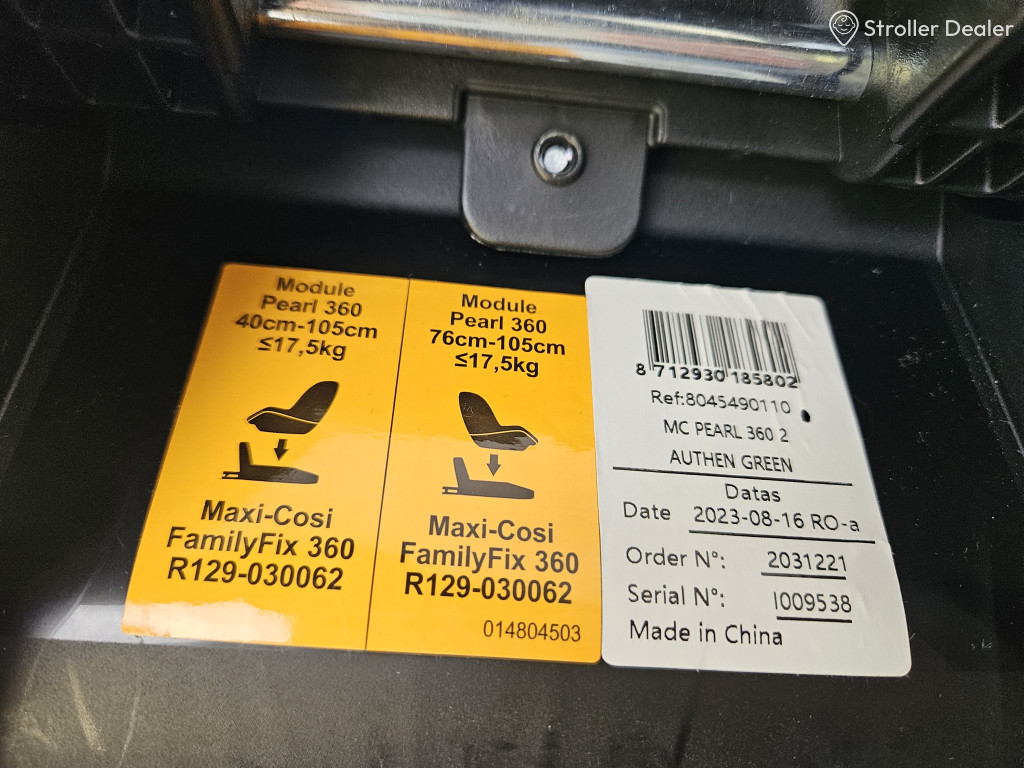 Stroller Dealer
Module
Pearl 360
40cm-105cm
≤17,5kg
Maxi-Cosi
FamilyFix 360
R129-030062
Module
Pearl 360
76cm-105cm
≤17,5kg
Maxi-Cosi
FamilyFix 360
R129-030062
014804503
8 712930 185802
Ref:8045490110
MC PEARL 360 2
AUTHEN GREEN
Datas
Date 2023-08-16 RO-a
Order N°: 2031221
Serial N°: I009538
Made in China